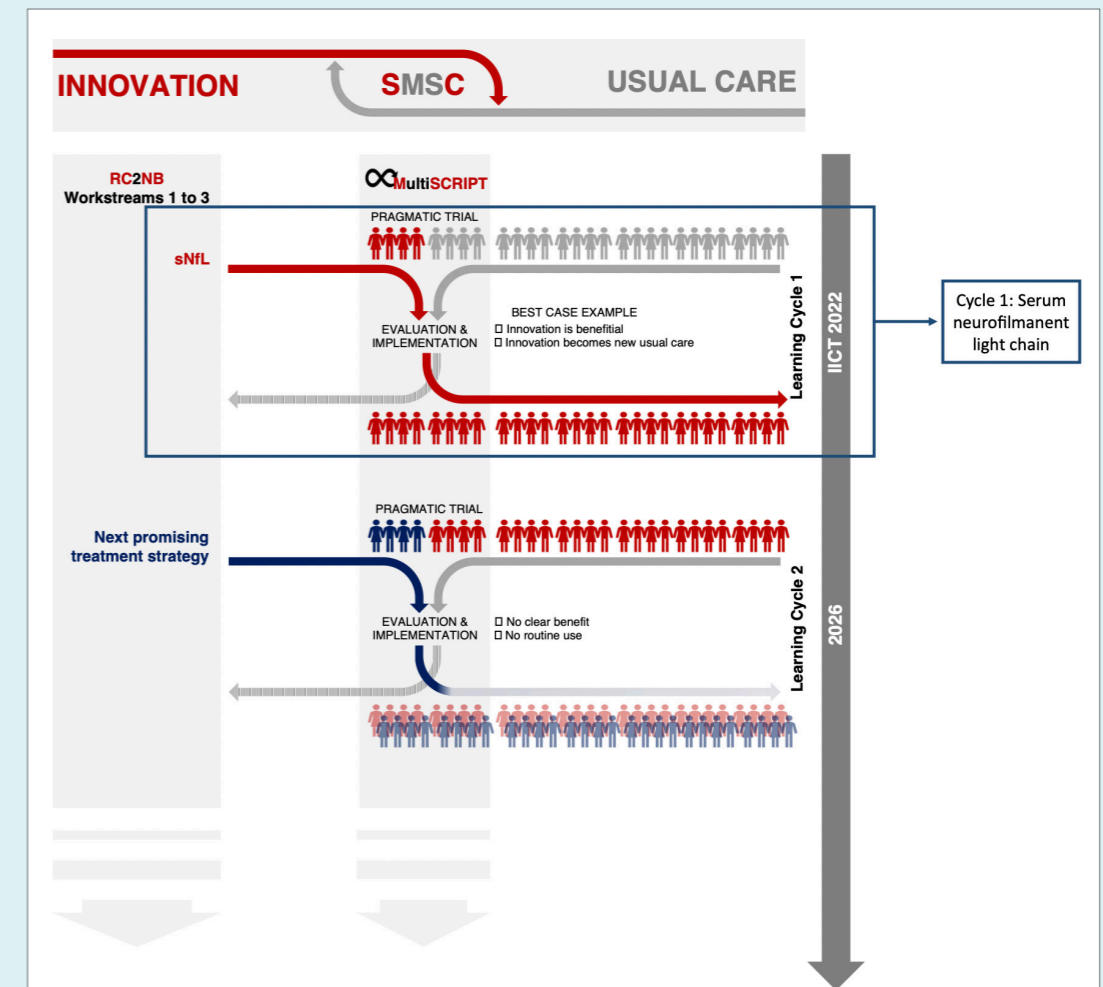 INNOVATION
SMSC
USUAL CARE
RC2NB
Workstreams 1 to 3
MultiSCRIPT
PRAGMATIC TRIAL
sNfL
EVALUATION &
IMPLEMENTATION
BEST CASE EXAMPLE
☐ Innovation is benefitial
☐ Innovation becomes new usual care
Learning Cycle 1
IICT 2022
Cycle 1: Serum
neurofilmanent
light chain
PRAGMATIC TRIAL
Next promising
treatment strategy
EVALUATION &
IMPLEMENTATION
☐ No clear benefit
☐ No routine use
Learning Cycle 2
2026